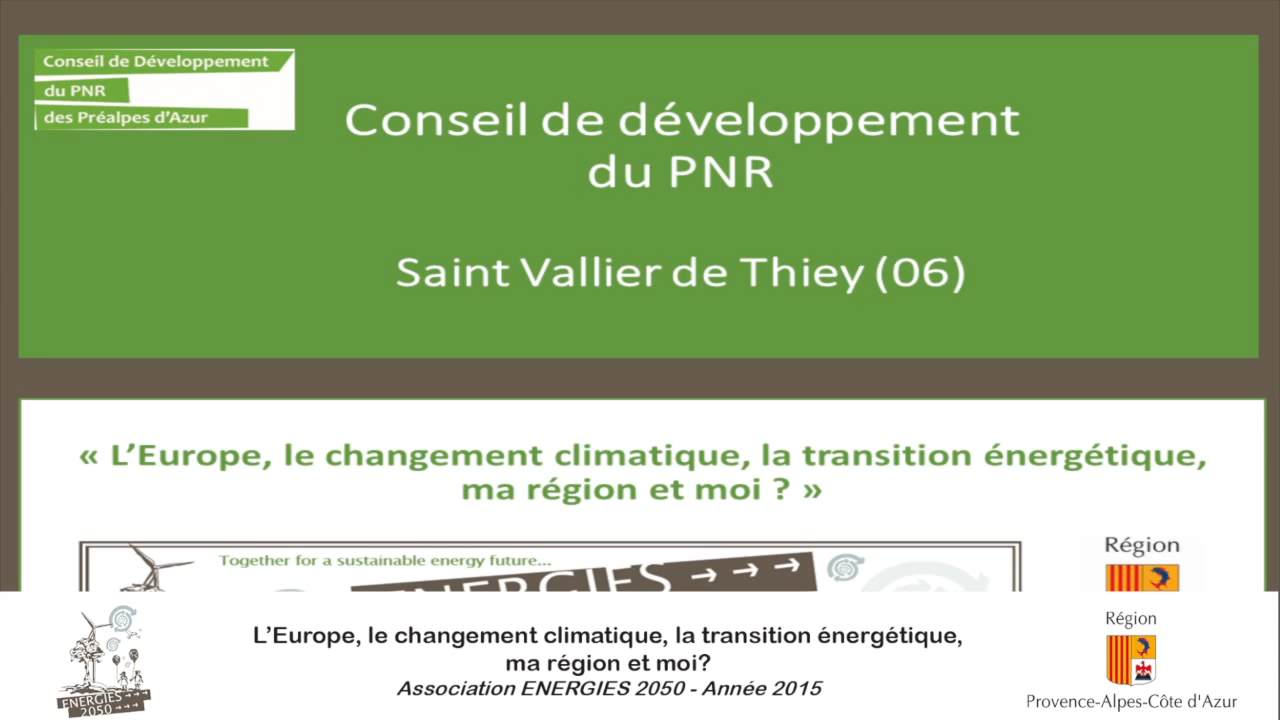 Conseil de Développement
du PNR
des Préalpes d'Azur
Conseil de développement
du PNR
Saint Vallier de Thiey (06)
« L'Europe, le changement climatique, la transition énergétique,
ma région et moi ? »
Together for a sustainable energy future...
ENERGIES
Région
L'Europe, le changement climatique, la transition énergétique,
ma région et moi?
Association ENERGIES 2050 - Année 2015
ENERGIES
2050
Région
Provence-Alpes-Côte d'Azur